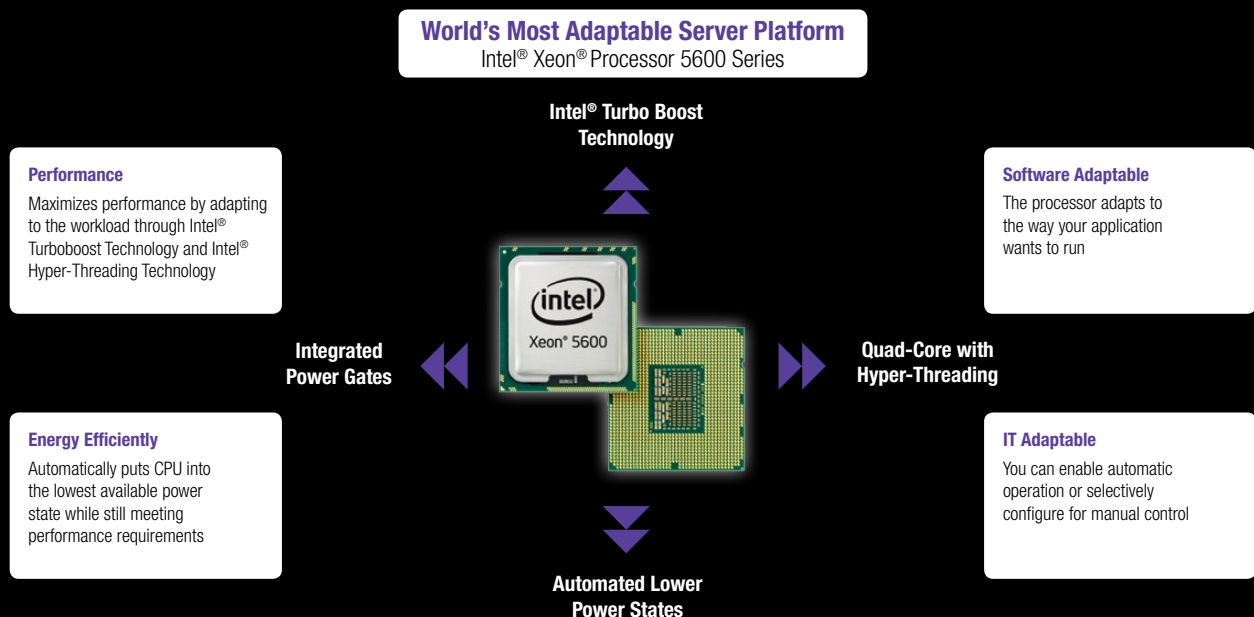 World's Most Adaptable Server Platform
Intel® Xeon® Processor 5600 Series
Intel® Turbo Boost
Technology
Performance
Maximizes performance by adapting
to the workload through Intel®
Turboboost Technology and Intel®
Hyper-Threading Technology
Software Adaptable
The processor adapts to
the way your application
wants to run
intel®
Xeon® 5600
Integrated
Power Gates
Quad-Core with
Hyper-Threading
Energy Efficiently
Automatically puts CPU into
the lowest available power
state while still meeting
performance requirements
IT Adaptable
You can enable automatic
operation or selectively
configure for manual control
Automated Lower
Power States